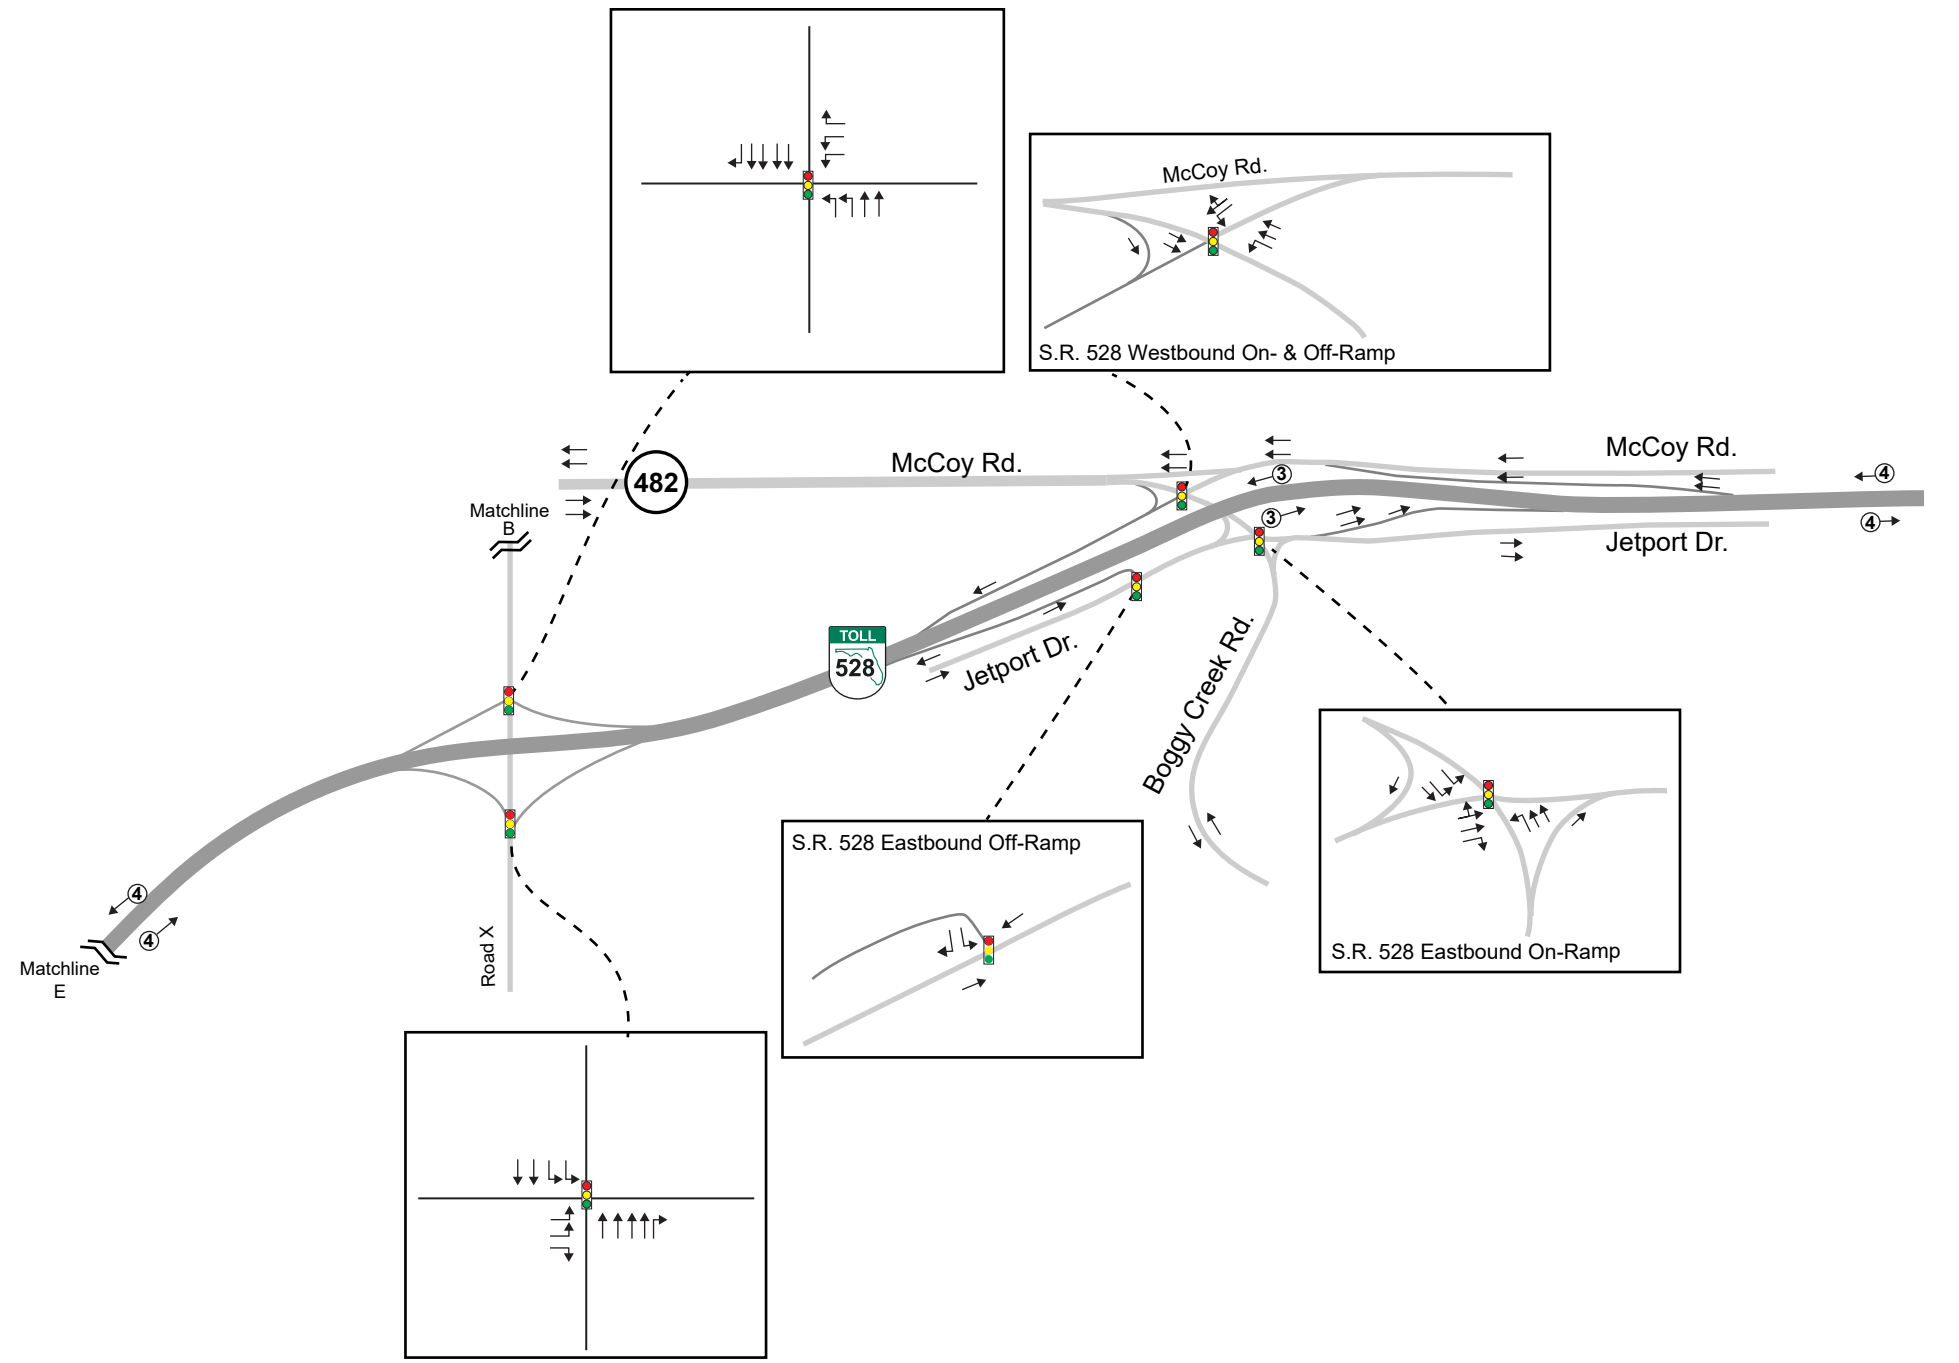 McCoy Rd.
S.R. 528 Westbound On- & Off-Ramp
McCoy Rd.
McCoy Rd.
482
3
4
Matchline
B
3
4
Jetport Dr.
TOLL
528
Jetport Dr.
Boggy Creek Rd.
S.R. 528 Eastbound Off-Ramp
4
4
Road X
Matchline
E
S.R. 528 Eastbound On-Ramp